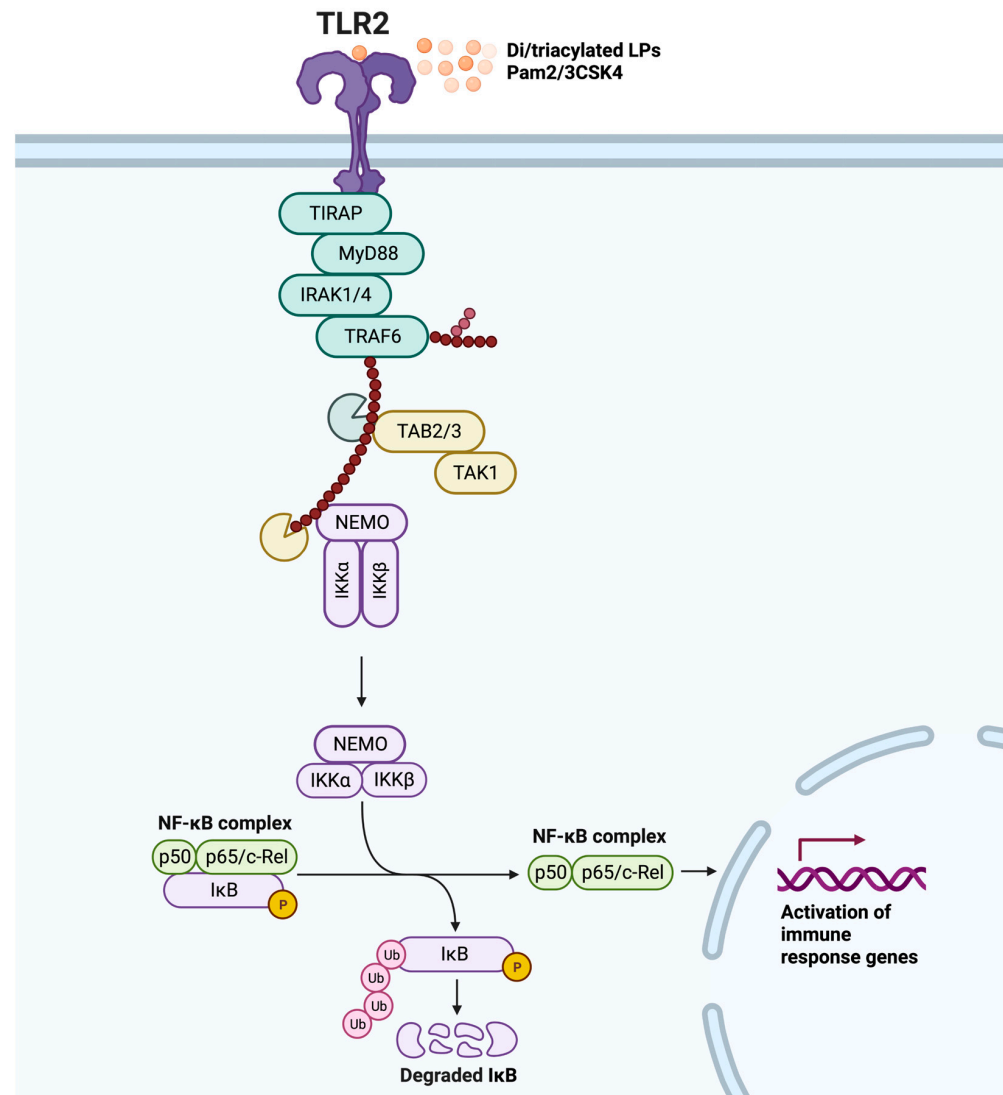 TLR2
Di/triacylated LPs
Pam2/3CSK4
TIRAP
MyD88
IRAK1/4
TRAF6
TAB2/3
TAK1
NEMO
IKKα
IKKβ
NEMO
IKKα
IKKβ
NF-κB complex
p50
p65/c-Rel
IκB
P
NF-κB complex
p50
p65/c-Rel
Activation of
immune
response genes
Ub
IκB
P
Ub
Ub
Ub
Degraded IκB